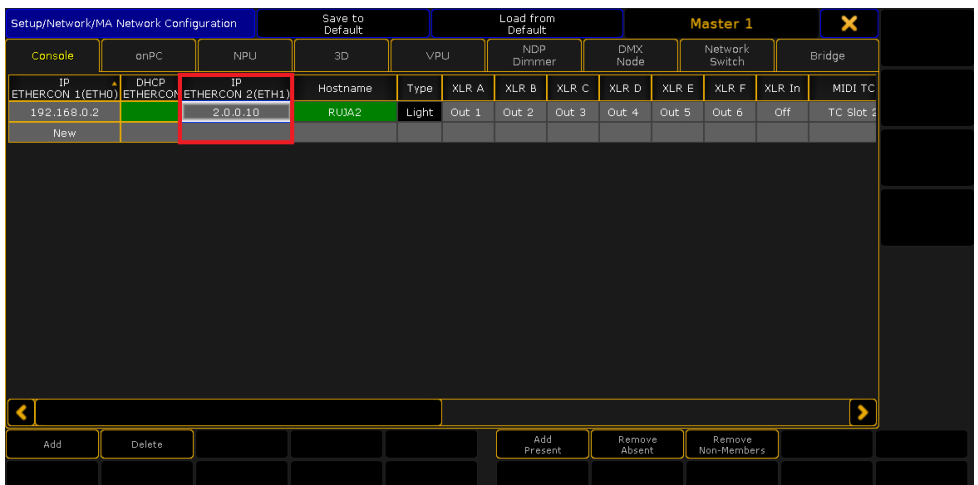 Setup/Network/MA Network Configuration
Save to
Default
Load from
Default
Master 1
Console
onPC
NPU
3D
VPU
NDP
Dimmer
DMX
Node
Network
Switch
Bridge
IP
ETHERCON 1(ETH0)
DHCP
ETHERCON
IP
ETHERCON 2(ETH1)
Hostname
Type
XLR A
XLR B
XLR C
XLR D
XLR E
XLR F
XLR In
MIDI TC
192.168.0.2
2.0.0.10
RUJA2
Light
Out 1
Out 2
Out 3
Out 4
Out 5
Out 6
Off
TC Slot 2
New
Add
Delete
Add
Present
Remove
Absent
Remove
Non-Members